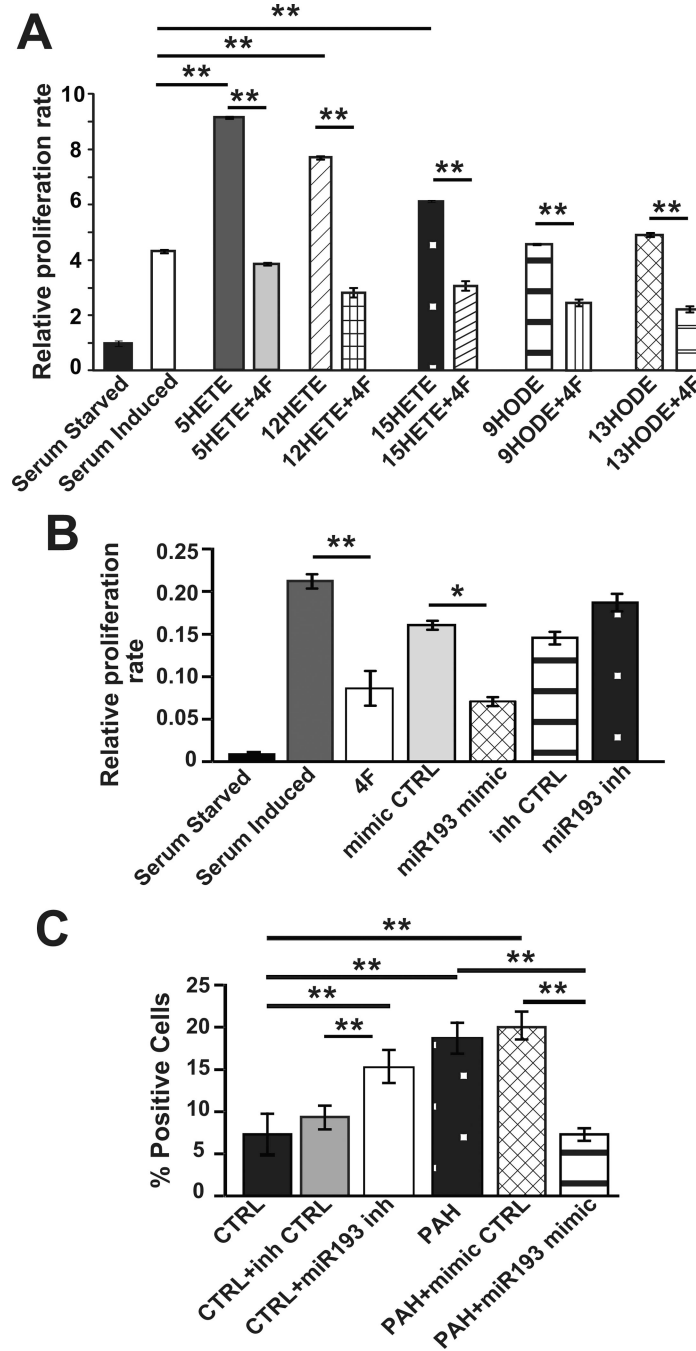 A
**
**
**
**
**
**
**
**
Relative proliferation rate
10
8
6
4
2
0
Serum Starved
Serum Induced
5HETE
5HETE+4F
12HETE
12HETE+4F
15HETE
15HETE+4F
9HODE
9HODE+4F
13HODE
13HODE+4F
B
**
*
Relative proliferation
rate
0.25
0.20
0.15
0.10
0.05
0
Serum Starved
Serum Induced
4F
mimic CTRL
miR193 mimic
inh CTRL
miR193 inh
C
**
**
**
**
**
**
% Positive Cells
25
20
15
10
5
0
CTRL
CTRL+inh CTRL
CTRL+miR193 inh
PAH
PAH+mimic CTRL
PAH+miR193 mimic